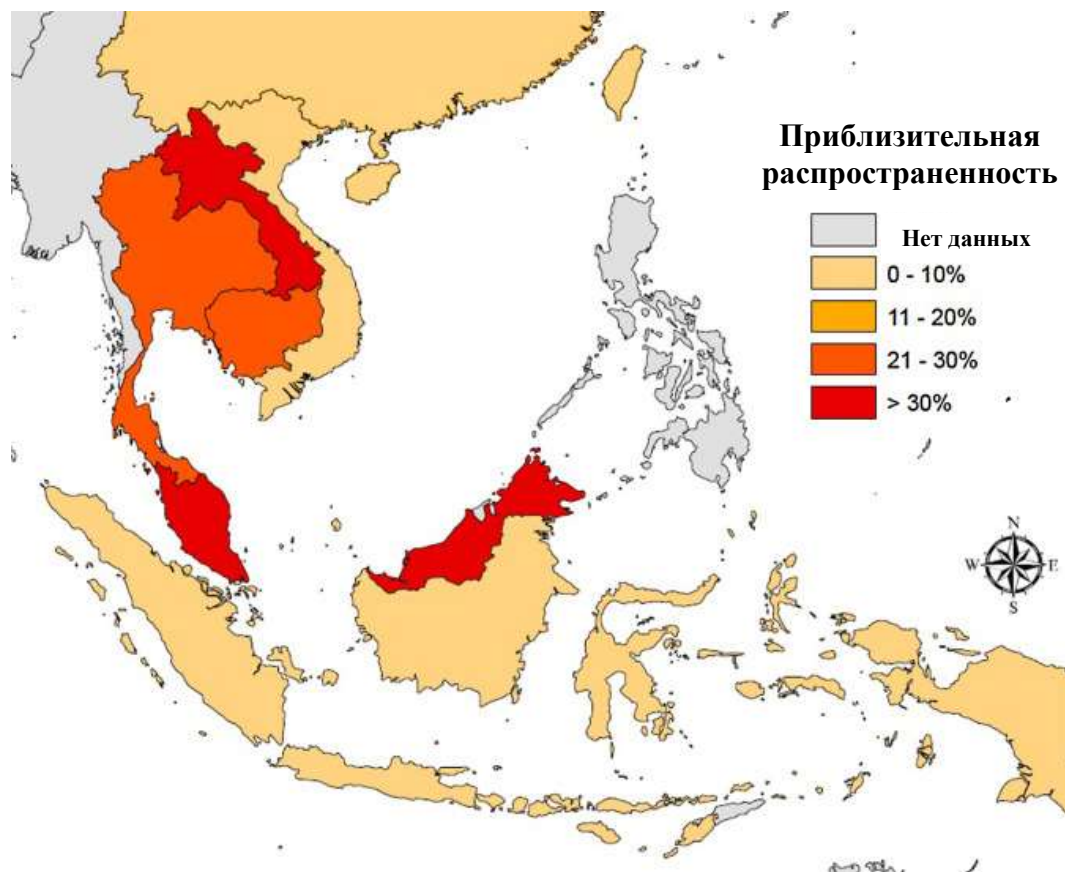 Приблизительная
распространенность
Нет данных
0 - 10%
11 - 20%
21 - 30%
> 30%
N
W E
S